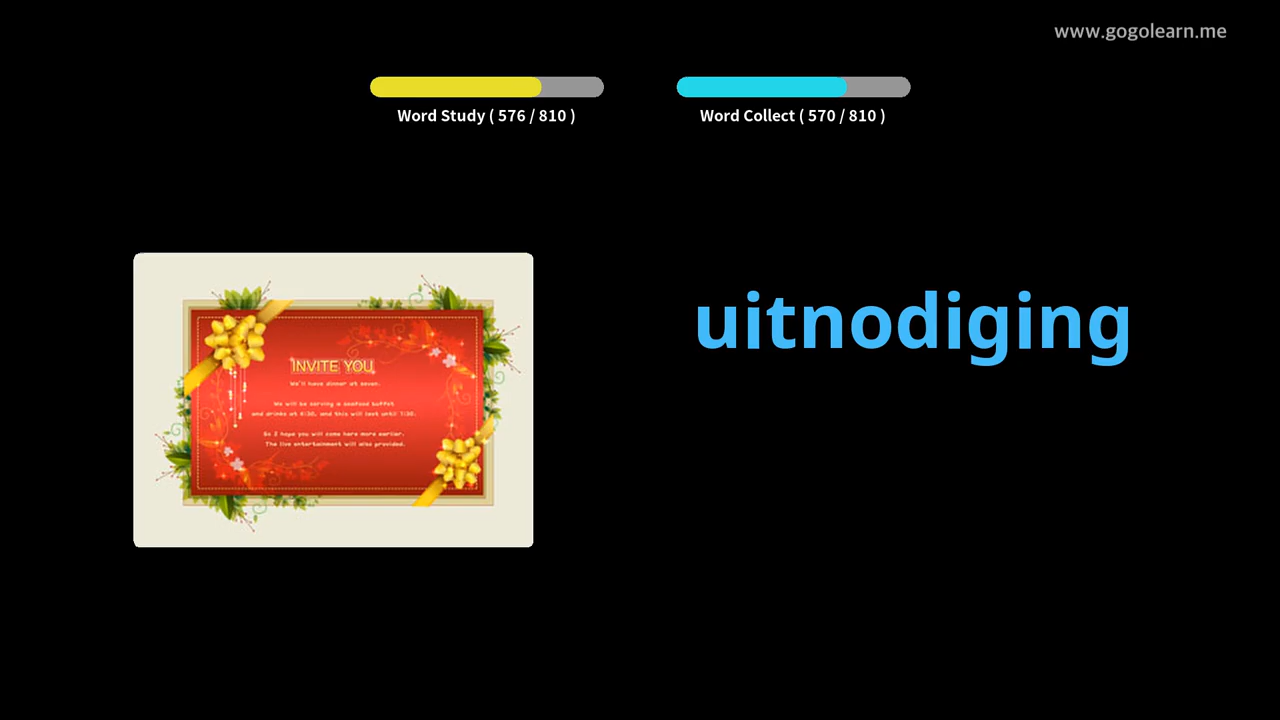 www.gogolearn.me
Word Study ( 576 / 810 )
Word Collect ( 570 / 810 )
uitnodiging
INVITE YOU
We'll have dinner at seven.
We will be serving a seafood buffet
and drinks at 6:30, and this will last until 7:30.
So I hope you will come here more earlier.
The live entertainment will also provided.